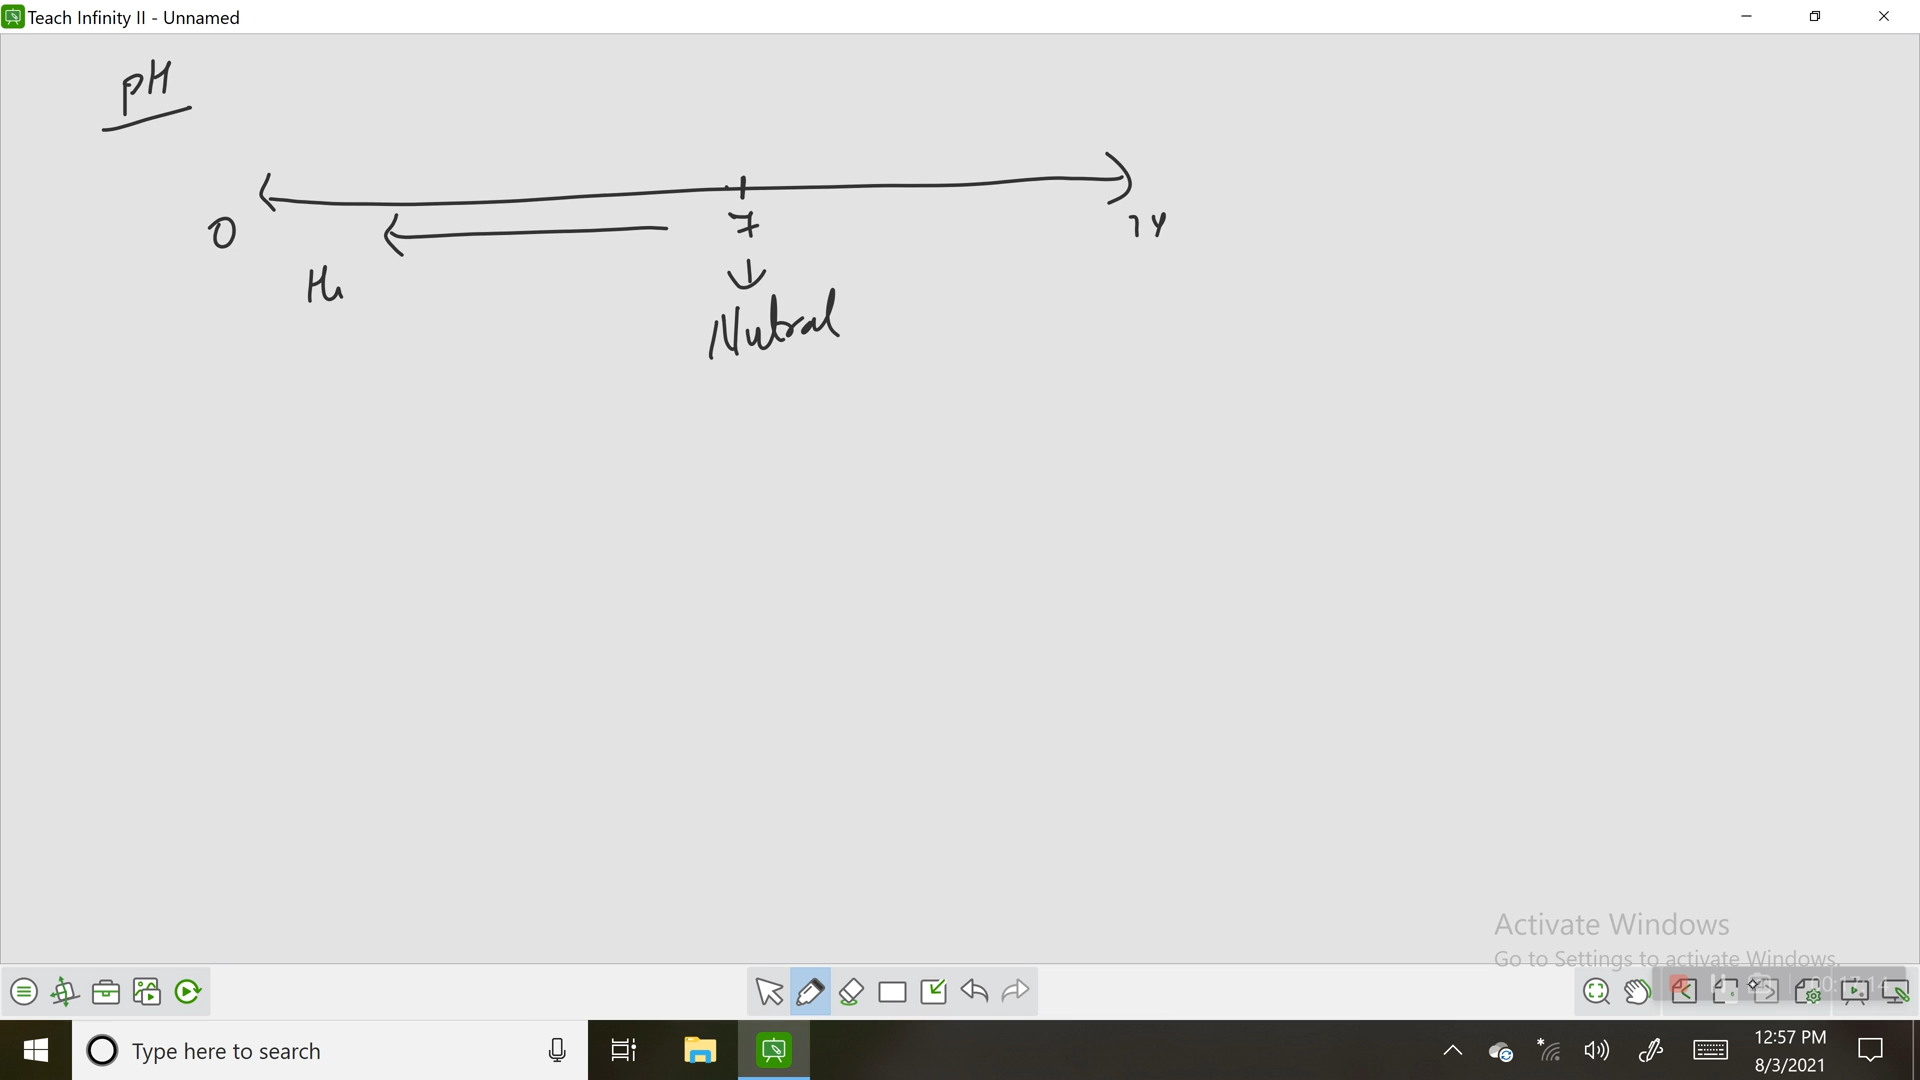 Teach Infinity II - Unnamed
pH
0 7 14
Nutral
Activate Windows
Go to Settings to activate Windows.
Type here to search
12:57 PM
8/3/2021